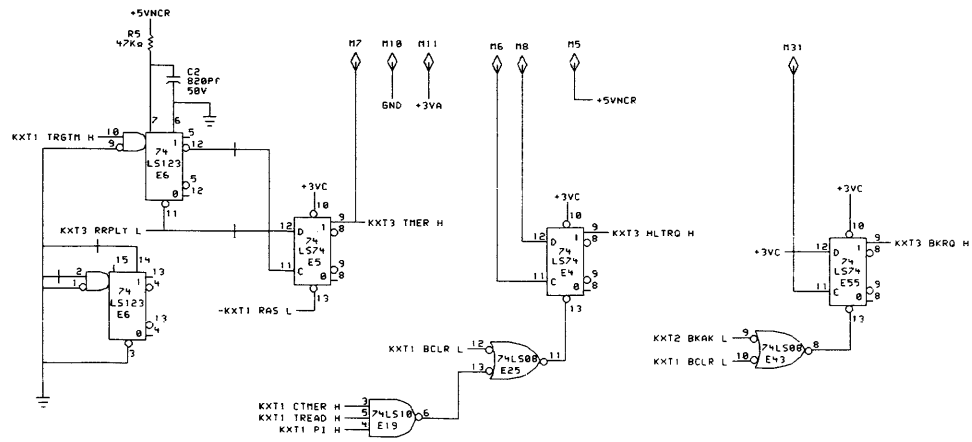 +5VNCR
R5
47KΩ
C2
820Pf
50V
7
6
KXT1 TRGTM H
10
9
74
LS123
E6
1
5
12
5
0
12
11
KXT3 RRPLY L
15
14
2
1
74
LS123
E6
1
13
4
13
0
4
3
M7
M10
M11
GND
+3VA
+3VC
10
12
D
1
9
8
KXT3 TMER H
74
LS74
E5
11
C
0
9
8
13
-KXT1 RAS L
M6
M8
M5
+5VNCR
+3VC
10
12
D
1
9
8
KXT3 HLTRQ H
74
LS74
E4
11
C
0
9
8
13
KXT1 BCLR L
12
13
74LS08
E25
11
KXT1 CTMER H
3
KXT1 TREAD H
5
KXT1 PI H
4
74LS10
E19
6
M31
+3VC
10
+3VC
12
D
1
9
8
KXT3 BKRQ H
74
LS74
E55
11
C
0
9
8
13
KXT2 BKAK L
9
KXT1 BCLR L
10
74LS08
E43
8